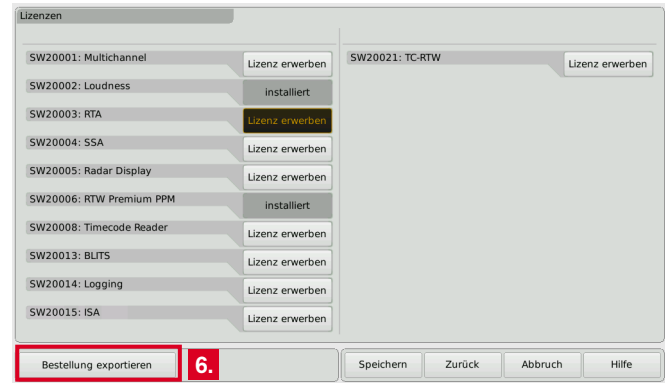 Lizenzen
SW20001: Multichannel
Lizenz erwerben
SW20002: Loudness
installiert
SW20003: RTA
Lizenz erwerben
SW20004: SSA
Lizenz erwerben
SW20005: Radar Display
Lizenz erwerben
SW20006: RTW Premium PPM
installiert
SW20008: Timecode Reader
Lizenz erwerben
SW20013: BLITS
Lizenz erwerben
SW20014: Logging
Lizenz erwerben
SW20015: ISA
Lizenz erwerben
SW20021: TC-RTW
Lizenz erwerben
Bestellung exportieren
6.
Speichern
Zurück
Abbruch
Hilfe